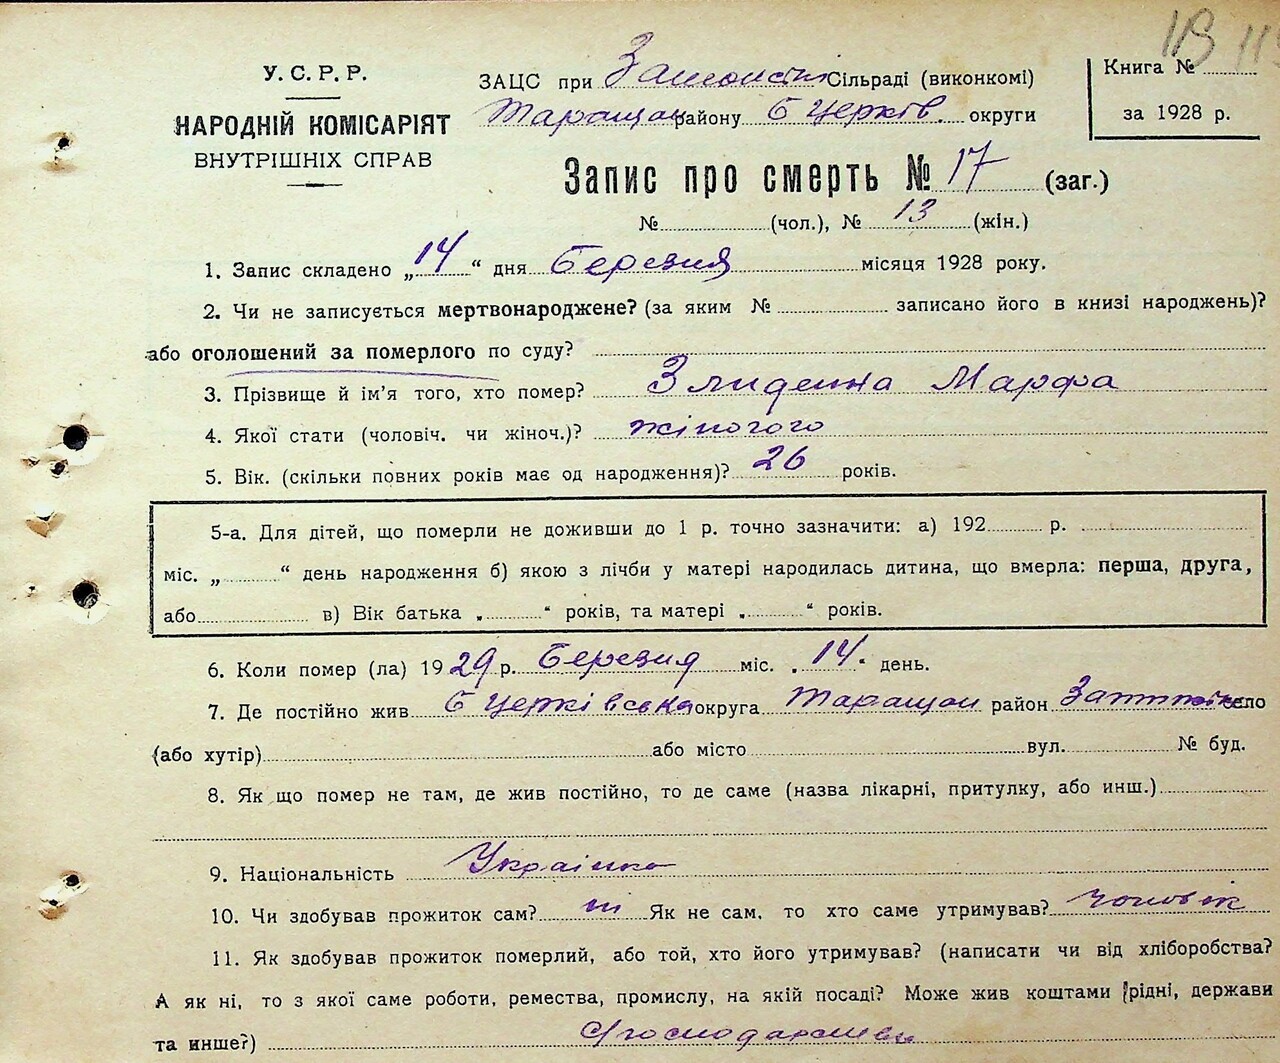 118 11
У. С. Р. Р.
НАРОДНІЙ КОМІСАРІЯТ
ВНУТРІШНІХ СПРАВ
ЗАЦС при Сільраді (виконкомі)
Таращан району Б Церків. округи
Книга №
за 1928 р.
Запис про смерть № 17 (заг.)
№ (чол.), № 13 (жін.)
1. Запис складено „14“ дня Березня місяця 1928 року.
2. Чи не записується мертвонароджене? (за яким № записано його в книзі народжень)?
або оголошений за померлого по суду?
3. Прізвище й ім'я того, хто помер? Злиденна Марфа
4. Якої стати (чоловіч. чи жіноч.)? жіночого
5. Вік. (скільки повних років має од народження)? 26 років.
5-а. Для дітей, що померли не доживши до 1 р. точно зазначити: а) 192 р.
міс. „ “ день народження б) якою з лічби у матері народилась дитина, що вмерла: перша, друга,
або в) Вік батька „ “ років, та матері „ “ років.
6. Коли помер (ла) 1929 р. Березня міс. „14“ день.
7. Де постійно жив Б Церківська округа Таращан район село
(або хутір) або місто вул. № буд.
8. Як що помер не там, де жив постійно, то де саме (назва лікарні, притулку, або инш.)
9. Національність Українка
10. Чи здобував прожиток сам? ні Як не сам, то хто саме утримував? чоловік
11. Як здобував прожиток померлий, або той, хто його утримував? (написати чи від хліборобства?
А як ні, то з якої саме роботи, ремества, промислу, на якій посаді? Може жив коштами рідні, держави
та инше?)